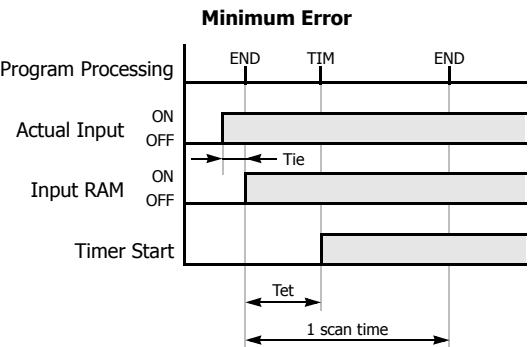 Minimum Error
END TIM END
Program Processing
ON
Actual Input
OFF
Tie
ON
Input RAM
OFF
Timer Start
Tet
1 scan time